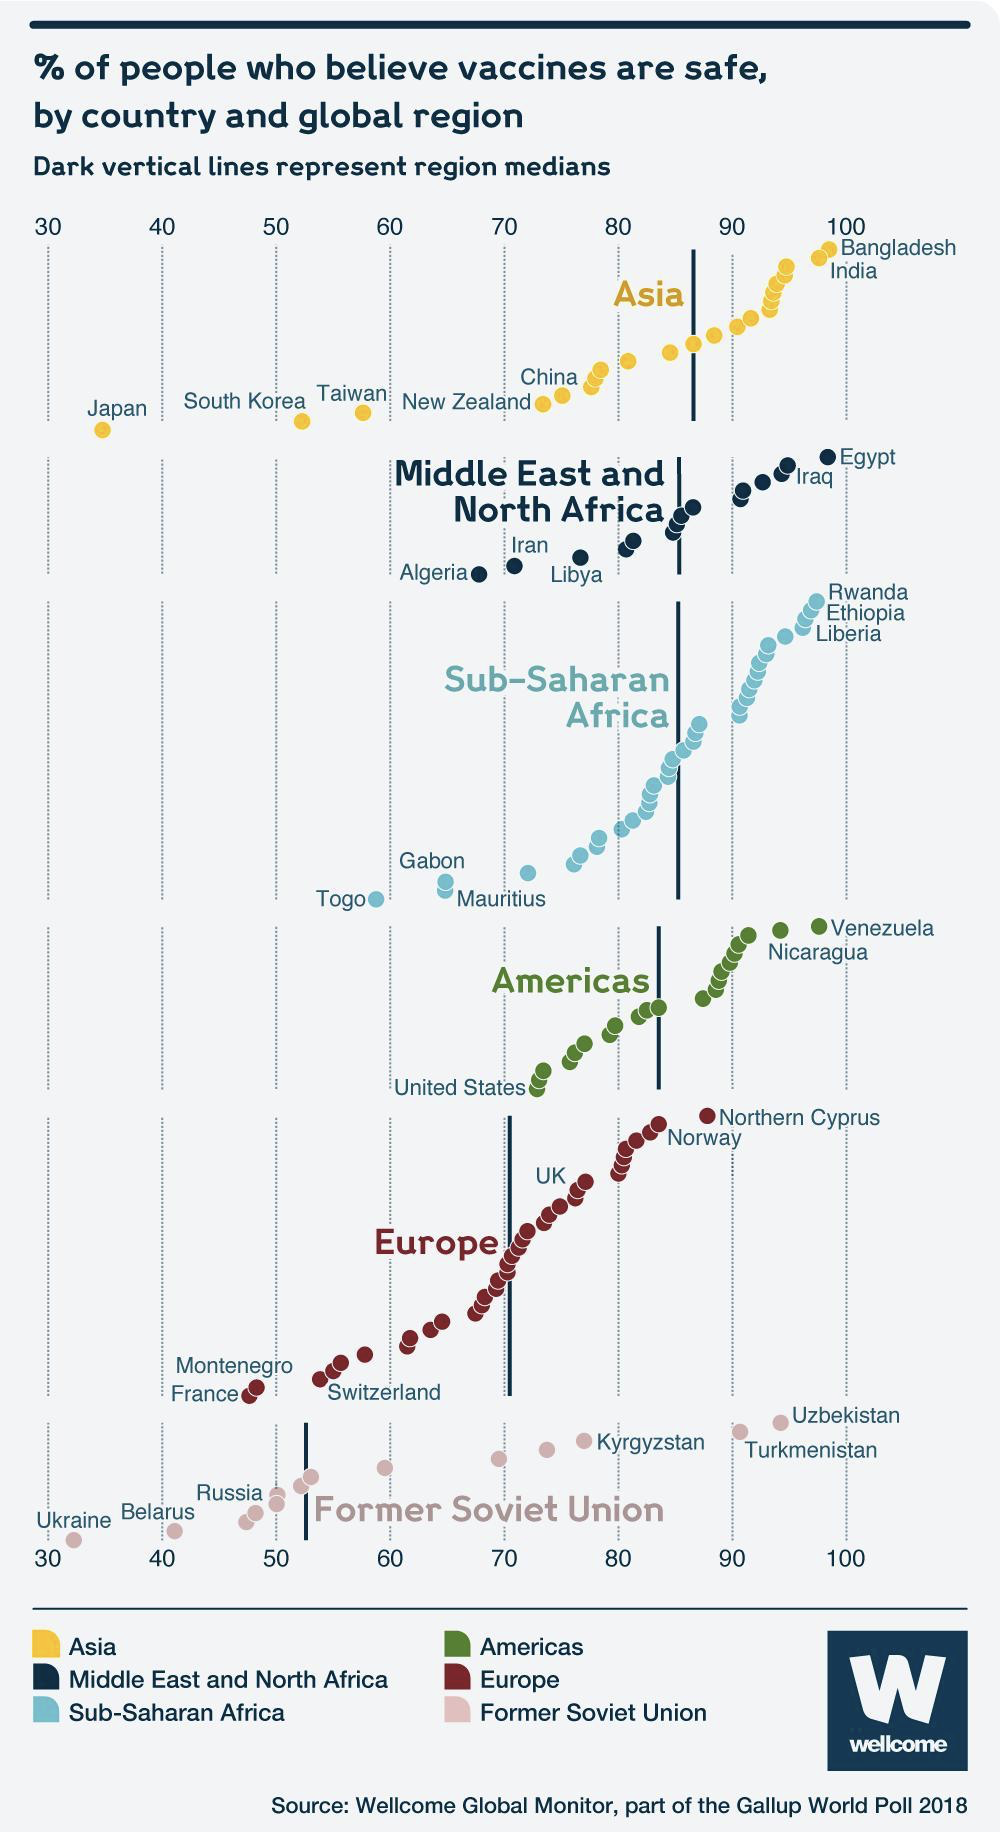 % of people who believe vaccines are safe,
by country and global region
Dark vertical lines represent region medians
30 40 50 60 70 80 90 100
Bangladesh
India
Asia
China
Taiwan
South Korea
New Zealand
Japan
Egypt
Middle East and
Iraq
North Africa
Iran
Algeria
Libya
Rwanda
Ethiopia
Liberia
Sub-Saharan
Africa
Gabon
Togo
Mauritius
Venezuela
Nicaragua
Americas
United States
Northern Cyprus
Norway
UK
Europe
Montenegro
France
Switzerland
Uzbekistan
Kyrgyzstan
Turkmenistan
Russia
Former Soviet Union
Belarus
Ukraine
30 40 50 60 70 80 90 100
Asia
Middle East and North Africa
Sub-Saharan Africa
Americas
Europe
Former Soviet Union
W
wellcome
Source: Wellcome Global Monitor, part of the Gallup World Poll 2018